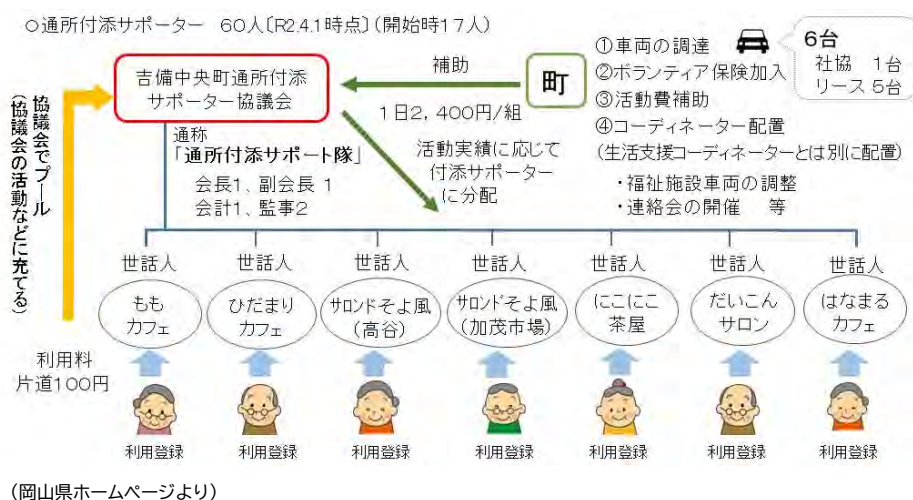 ○通所付添サポーター　60人〔R2.4.1時点〕（開始時17人）
吉備中央町通所付添
サポーター協議会
補助
町
1日2，400円/組
①車両の調達
②ボランティア保険加入
③活動費補助
④コーディネーター配置
(生活支援コーディネーターとは別に配置)
・福祉施設車両の調整
・連絡会の開催　等
6台
社協　1台
リース 5台
協議会でプール
（協議会の活動などに充てる）
通称
「通所付添サポート隊」
会長1、副会長 1
会計1、監事2
活動実績に応じて
付添サポーター
に分配
世話人
世話人
世話人
世話人
世話人
世話人
世話人
もも
カフェ
ひだまり
カフェ
サロンドそよ風
(高谷)
サロンドそよ風
(加茂市場)
にこにこ
茶屋
だいこん
サロン
はなまる
カフェ
利用料
片道100円
利用登録
利用登録
利用登録
利用登録
利用登録
利用登録
利用登録
(岡山県ホームページより)